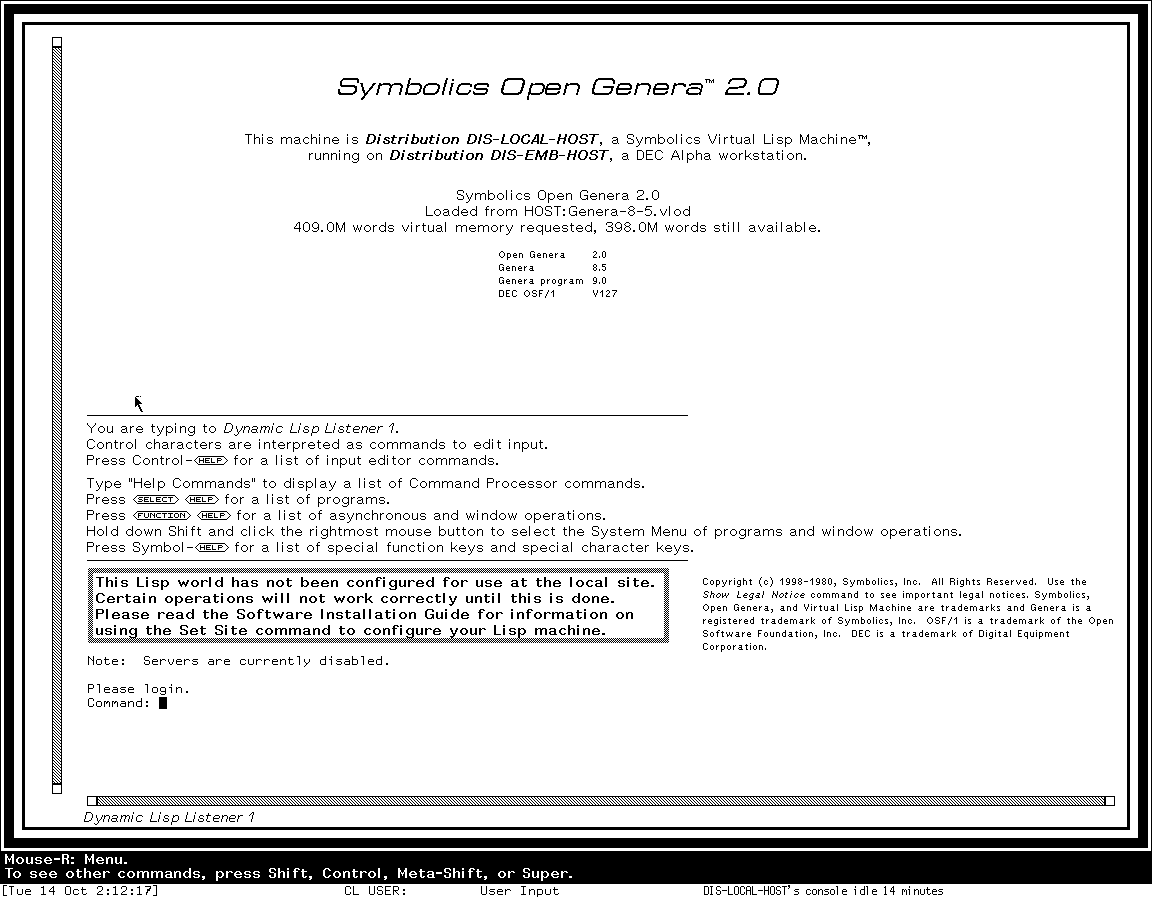 Symbolics Open Genera™ 2.0
This machine is Distribution DIS-LOCAL-HOST, a Symbolics Virtual Lisp Machine™,
running on Distribution DIS-EMB-HOST, a DEC Alpha workstation.
Symbolics Open Genera 2.0
Loaded from HOST:Genera-8-5.vlod
409.0M words virtual memory requested, 398.0M words still available.
Open Genera 2.0
Genera 8.5
Genera program 9.0
DEC OSF/1 V127
You are typing to Dynamic Lisp Listener 1.
Control characters are interpreted as commands to edit input.
Press Control-HELP for a list of input editor commands.
Type "Help Commands" to display a list of Command Processor commands.
Press SELECT HELP for a list of programs.
Press FUNCTION HELP for a list of asynchronous and window operations.
Hold down Shift and click the rightmost mouse button to select the System Menu of programs and window operations.
Press Symbol-HELP for a list of special function keys and special character keys.
This Lisp world has not been configured for use at the local site.
Certain operations will not work correctly until this is done.
Please read the Software Installation Guide for information on
using the Set Site command to configure your Lisp machine.
Copyright (c) 1998-1980, Symbolics, Inc. All Rights Reserved. Use the
Show Legal Notice command to see important legal notices. Symbolics,
Open Genera, and Virtual Lisp Machine are trademarks and Genera is a
registered trademark of Symbolics, Inc. OSF/1 is a trademark of the Open
Software Foundation, Inc. DEC is a trademark of Digital Equipment
Corporation.
Note: Servers are currently disabled.
Please login.
Command:
Dynamic Lisp Listener 1
Mouse-R: Menu.
To see other commands, press Shift, Control, Meta-Shift, or Super.
[Tue 14 Oct 2:12:17] CL USER: User Input DIS-LOCAL-HOST's console idle 14 minutes